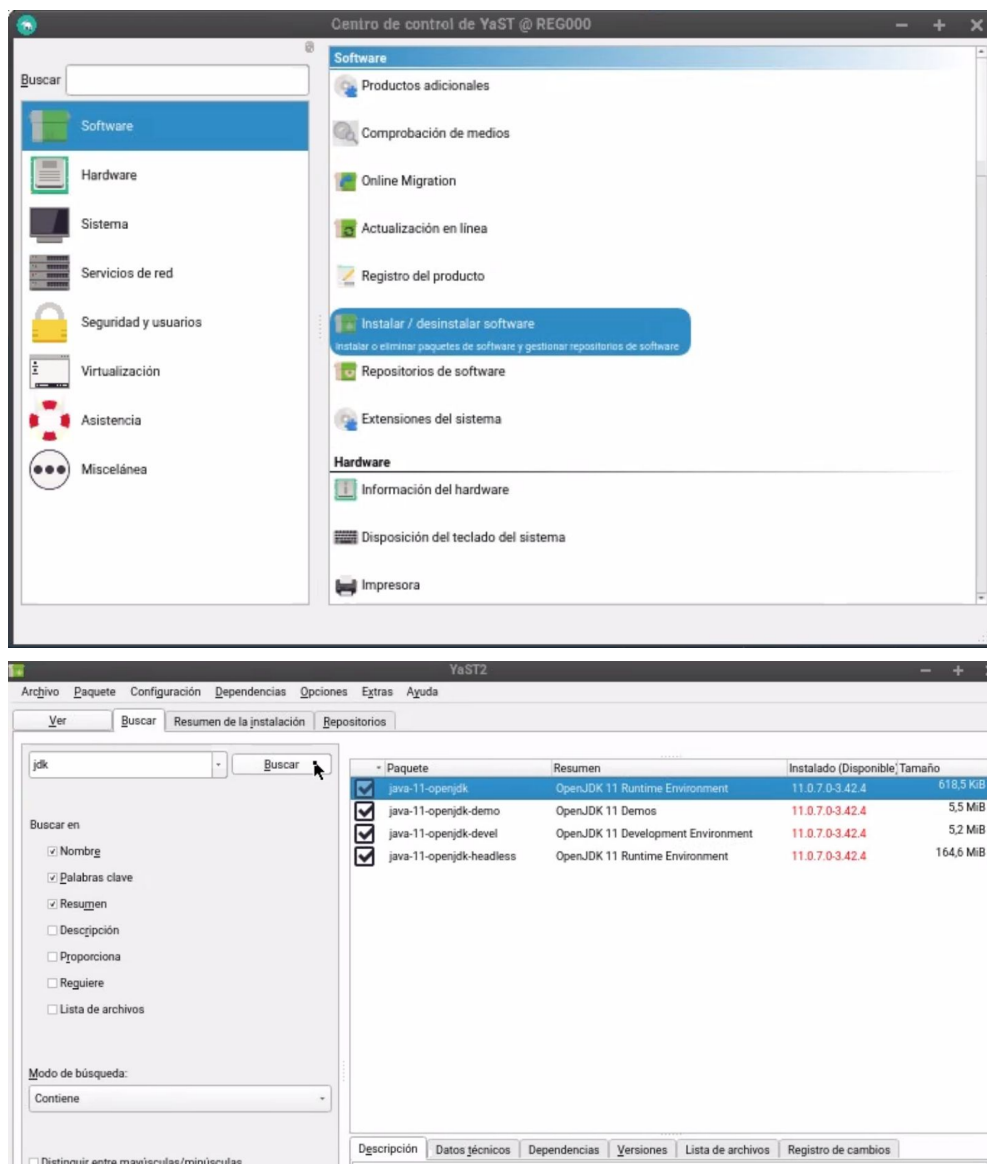 Centro de control de YaST @ REG000
Buscar
Software
Hardware
Sistema
Servicios de red
Seguridad y usuarios
Virtualización
Asistencia
Miscelánea
Software
Productos adicionales
Comprobación de medios
Online Migration
Actualización en línea
Registro del producto
Instalar / desinstalar software
Instalar o eliminar paquetes de software y gestionar repositorios de software
Repositorios de software
Extensiones del sistema
Hardware
Información del hardware
Disposición del teclado del sistema
Impresora
YaST2
Archivo Paquete Configuración Dependencias Opciones Extras Ayuda
Ver Buscar Resumen de la instalación Repositorios
jdk Buscar
Buscar en
Nombre
Palabras clave
Resumen
Descripción
Proporciona
Requiere
Lista de archivos
Modo de búsqueda:
Contiene
Distinguir entre mayúsculas/minúsculas
Paquete Resumen Instalado (Disponible) Tamaño
java-11-openjdk OpenJDK 11 Runtime Environment 11.0.7.0-3.42.4 618,5 KiB
java-11-openjdk-demo OpenJDK 11 Demos 11.0.7.0-3.42.4 5,5 MiB
java-11-openjdk-devel OpenJDK 11 Development Environment 11.0.7.0-3.42.4 5,2 MiB
java-11-openjdk-headless OpenJDK 11 Runtime Environment 11.0.7.0-3.42.4 164,6 MiB
Descripción Datos técnicos Dependencias Versiones Lista de archivos Registro de cambios